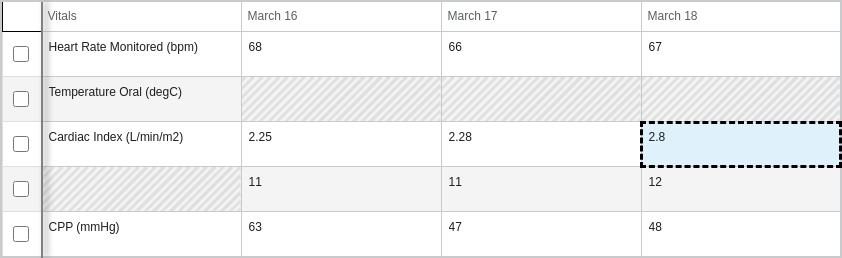 Vitals March 16 March 17 March 18
Heart Rate Monitored (bpm) 68 66 67
Temperature Oral (degC)
Cardiac Index (L/min/m2) 2.25 2.28 2.8
11 11 12
CPP (mmHg) 63 47 48